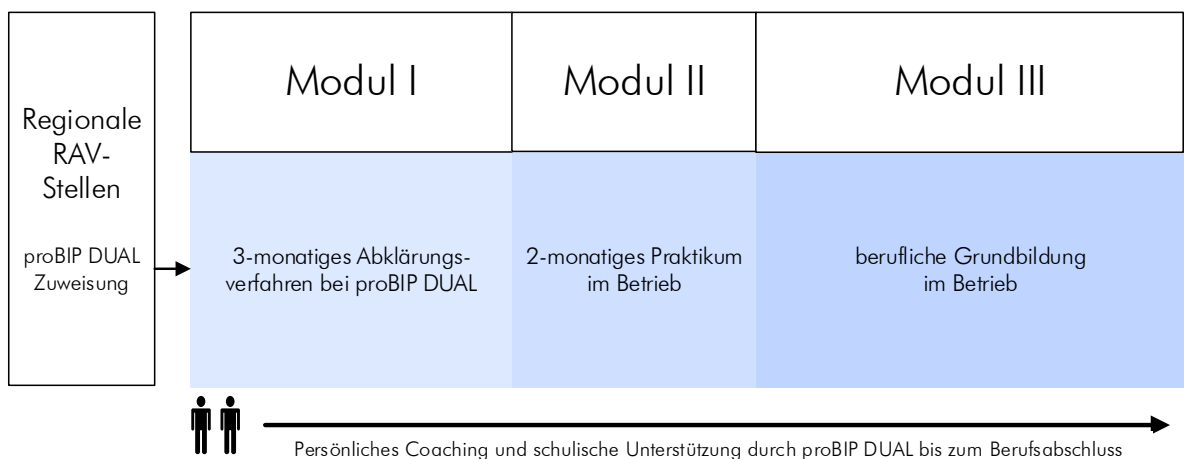 Regionale
RAV-
Stellen
proBIP DUAL
Zuweisung
Modul I
3-monatiges Abklärungs-
verfahren bei proBIP DUAL
Modul II
2-monatiges Praktikum
im Betrieb
Modul III
berufliche Grundbildung
im Betrieb
Persönliches Coaching und schulische Unterstützung durch proBIP DUAL bis zum Berufsabschluss